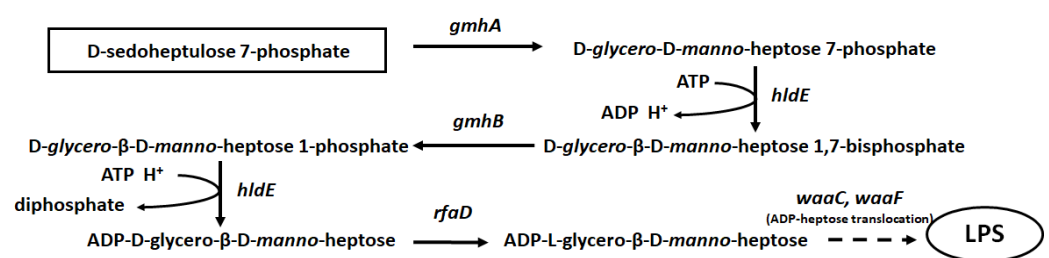 gmhA
D-sedoheptulose 7-phosphate
D-glycero-D-manno-heptose 7-phosphate
ATP
hldE
ADP H+
gmhB
D-glycero-β-D-manno-heptose 1-phosphate
D-glycero-β-D-manno-heptose 1,7-bisphosphate
ATP H+
hldE
diphosphate
waaC, waaF
rfaD
(ADP-heptose translocation)
ADP-D-glycero-β-D-manno-heptose
ADP-L-glycero-β-D-manno-heptose
LPS